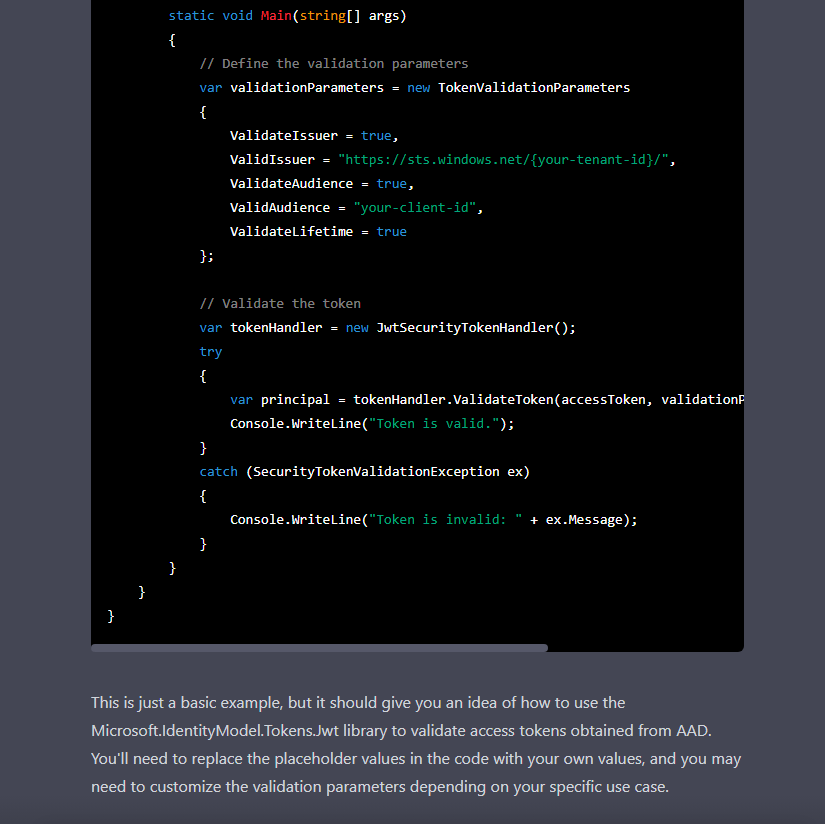 static void Main(string[] args)
{
// Define the validation parameters
var validationParameters = new TokenValidationParameters
{
ValidateIssuer = true,
ValidIssuer = "https://sts.windows.net/{your-tenant-id}/",
ValidateAudience = true,
ValidAudience = "your-client-id",
ValidateLifetime = true
};
// Validate the token
var tokenHandler = new JwtSecurityTokenHandler();
try
{
var principal = tokenHandler.ValidateToken(accessToken, validationP
Console.WriteLine("Token is valid.");
}
catch (SecurityTokenValidationException ex)
{
Console.WriteLine("Token is invalid: " + ex.Message);
}
}
}
}
This is just a basic example, but it should give you an idea of how to use the
Microsoft.IdentityModel.Tokens.Jwt library to validate access tokens obtained from AAD.
You'll need to replace the placeholder values in the code with your own values, and you may
need to customize the validation parameters depending on your specific use case.